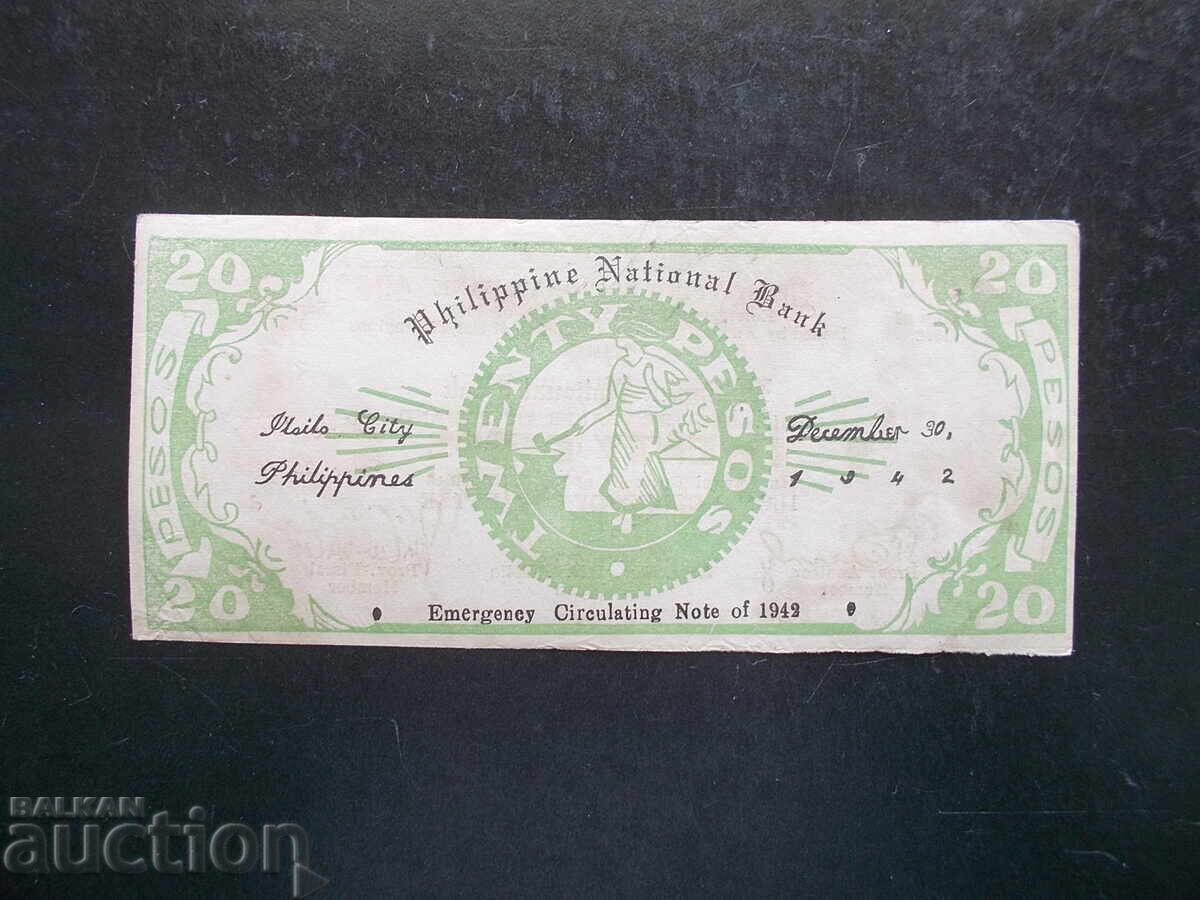 20 20
Philippine National Bank
TWENTY PESOS
PESOS PESOS
Iloilo City December 30,
Philippines 1942
20 20
Emergency Circulating Note of 1942
BALKAN
auction